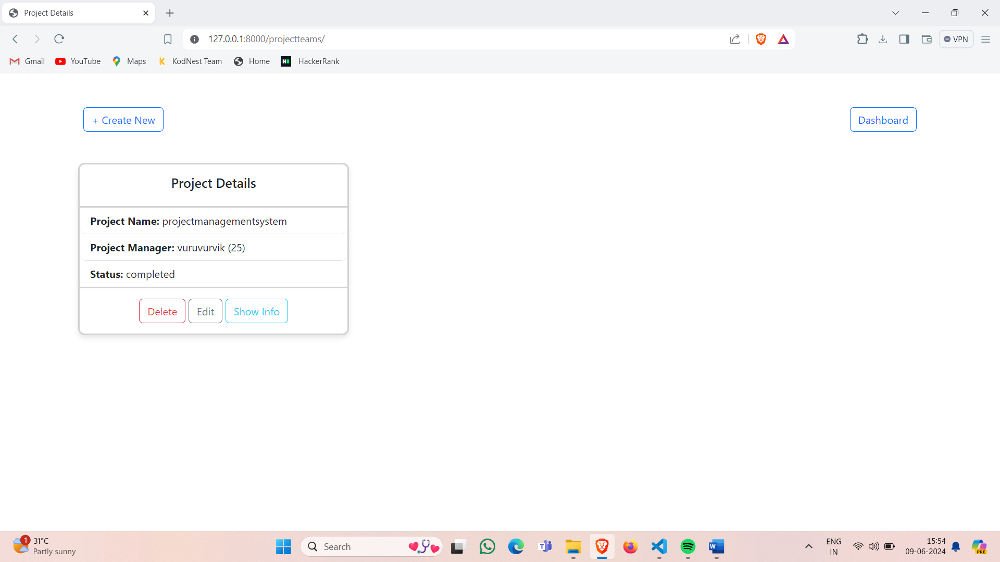 Project Details
127.0.0.1:8000/projectteams/
VPN
Gmail YouTube Maps KodNest Team Home HackerRank
+ Create New
Dashboard
Project Details
Project Name: projectmanagementsystem
Project Manager: vuruvurvik (25)
Status: completed
Delete Edit Show Info
1
31°C
Partly sunny
Search
ENG
IN
15:54
09-06-2024
PRE